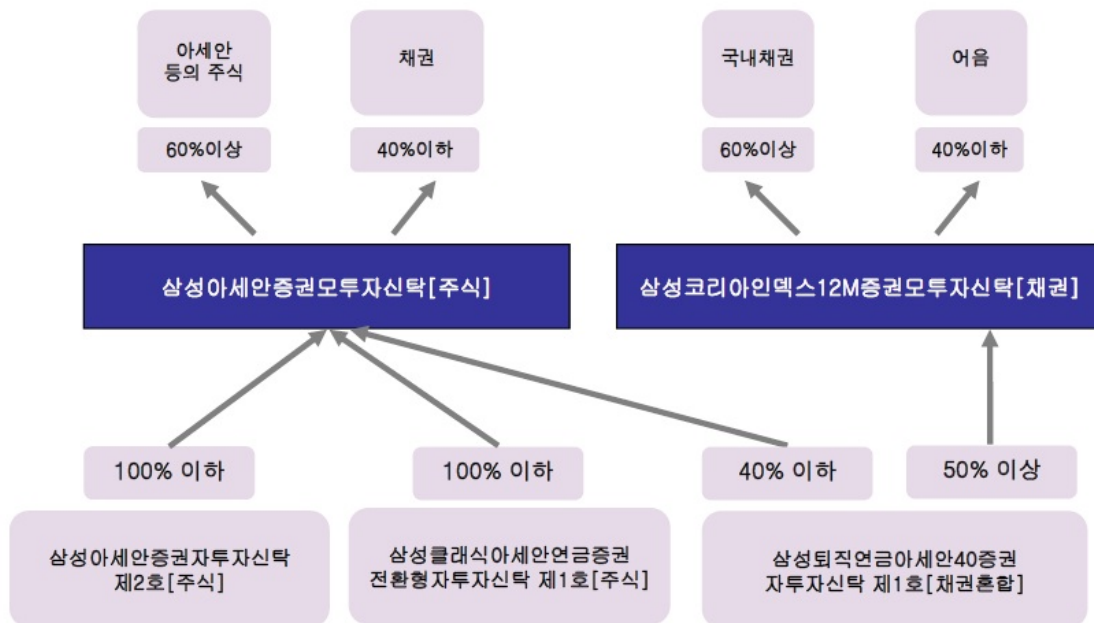 아세안
등의 주식
채권
국내채권
어음
60%이상
40%이하
60%이상
40%이하
삼성아세안증권모투자신탁[주식]
삼성코리아인덱스12M증권모투자신탁[채권]
100% 이하
100% 이하
40% 이하
50% 이상
삼성아세안증권자투자신탁
제2호[주식]
삼성클래식아세안연금증권
전환형자투자신탁 제1호[주식]
삼성퇴직연금아세안40증권
자투자신탁 제1호[채권혼합]